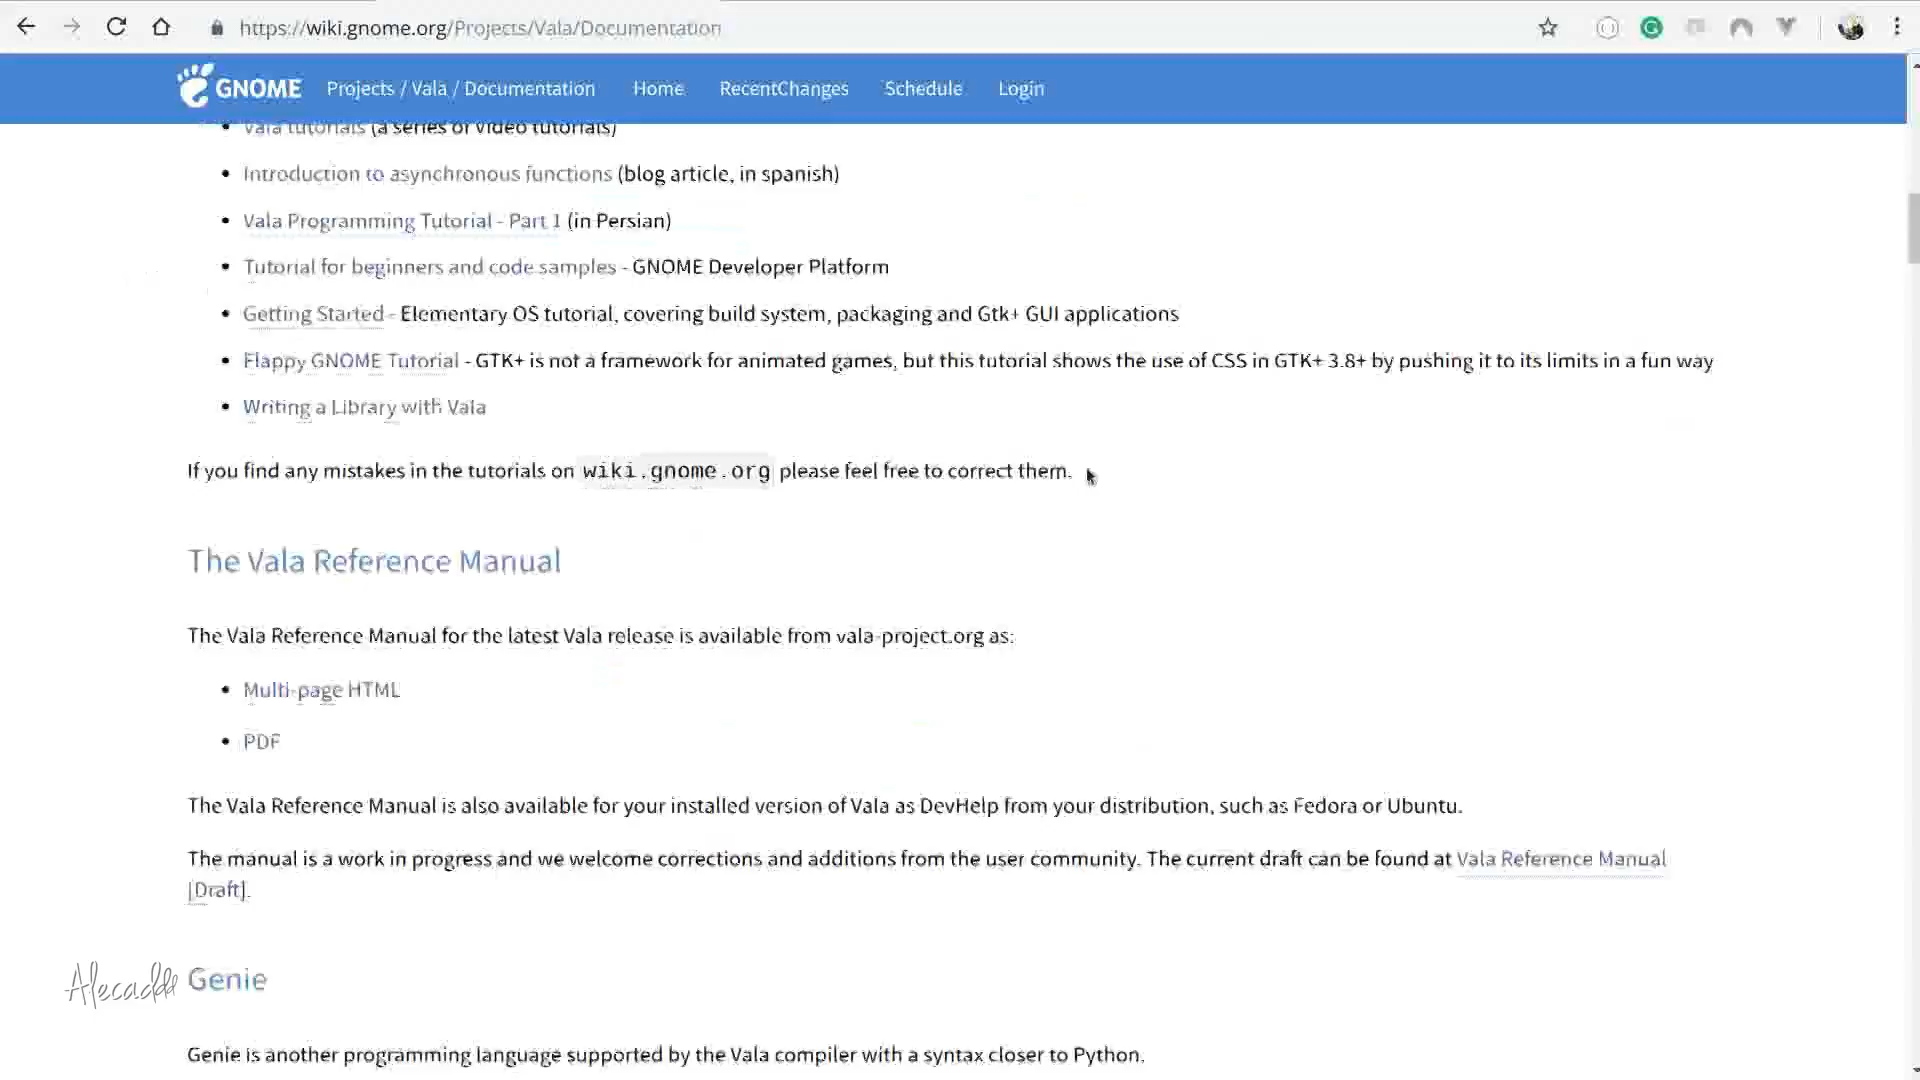 https://wiki.gnome.org/Projects/Vala/Documentation
GNOME Projects / Vala / Documentation Home RecentChanges Schedule Login
Vala tutorials (a series of video tutorials)
Introduction to asynchronous functions (blog article, in spanish)
Vala Programming Tutorial - Part 1 (in Persian)
Tutorial for beginners and code samples - GNOME Developer Platform
Getting Started - Elementary OS tutorial, covering build system, packaging and Gtk+ GUI applications
Flappy GNOME Tutorial - GTK+ is not a framework for animated games, but this tutorial shows the use of CSS in GTK+ 3.8+ by pushing it to its limits in a fun way
Writing a Library with Vala
If you find any mistakes in the tutorials on wiki.gnome.org please feel free to correct them.
The Vala Reference Manual
The Vala Reference Manual for the latest Vala release is available from vala-project.org as:
Multi-page HTML
PDF
The Vala Reference Manual is also available for your installed version of Vala as DevHelp from your distribution, such as Fedora or Ubuntu.
The manual is a work in progress and we welcome corrections and additions from the user community. The current draft can be found at Vala Reference Manual
[Draft].
Alecaddd
Genie
Genie is another programming language supported by the Vala compiler with a syntax closer to Python.